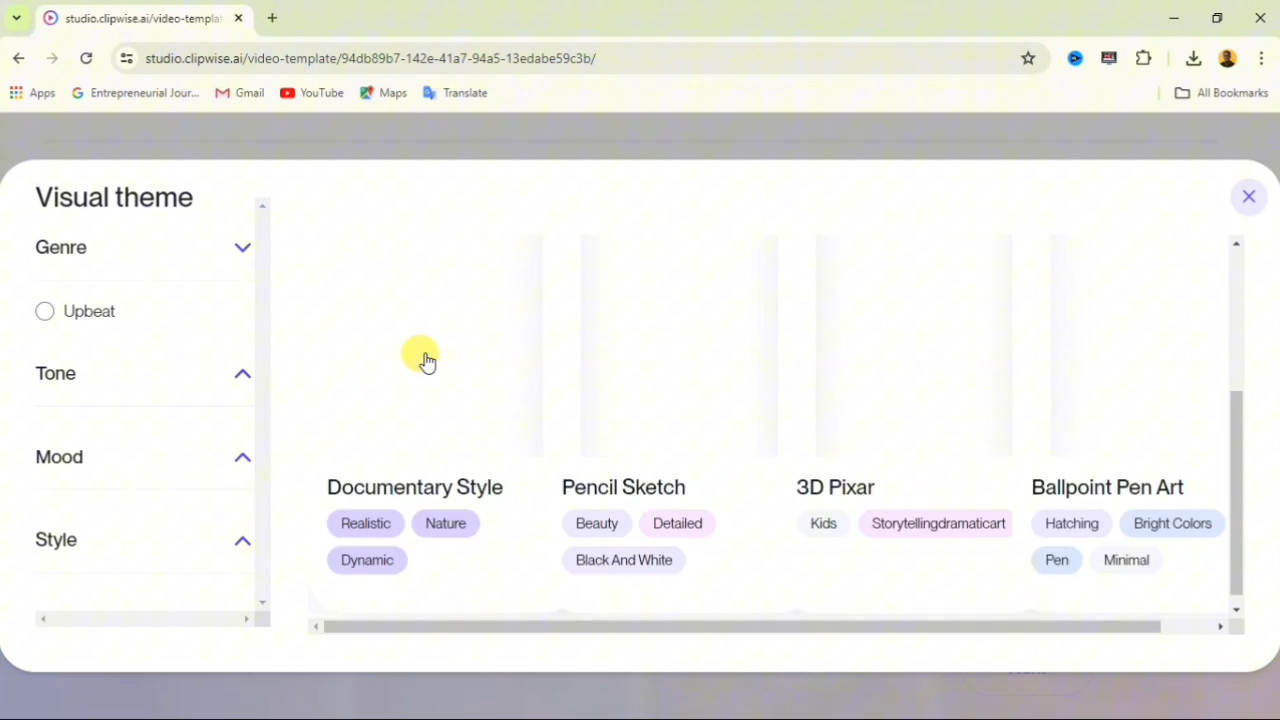 studio.clipwise.ai/video-templa
studio.clipwise.ai/video-template/94db89b7-142e-41a7-94a5-13edabe59c3b/
Apps
Entrepreneurial Jour...
Gmail
YouTube
Maps
Translate
All Bookmarks
Visual theme
Genre
Upbeat
Tone
Mood
Style
Documentary Style
Realistic
Nature
Dynamic
Pencil Sketch
Beauty
Detailed
Black And White
3D Pixar
Kids
Storytellingdramaticart
Ballpoint Pen Art
Hatching
Bright Colors
Pen
Minimal